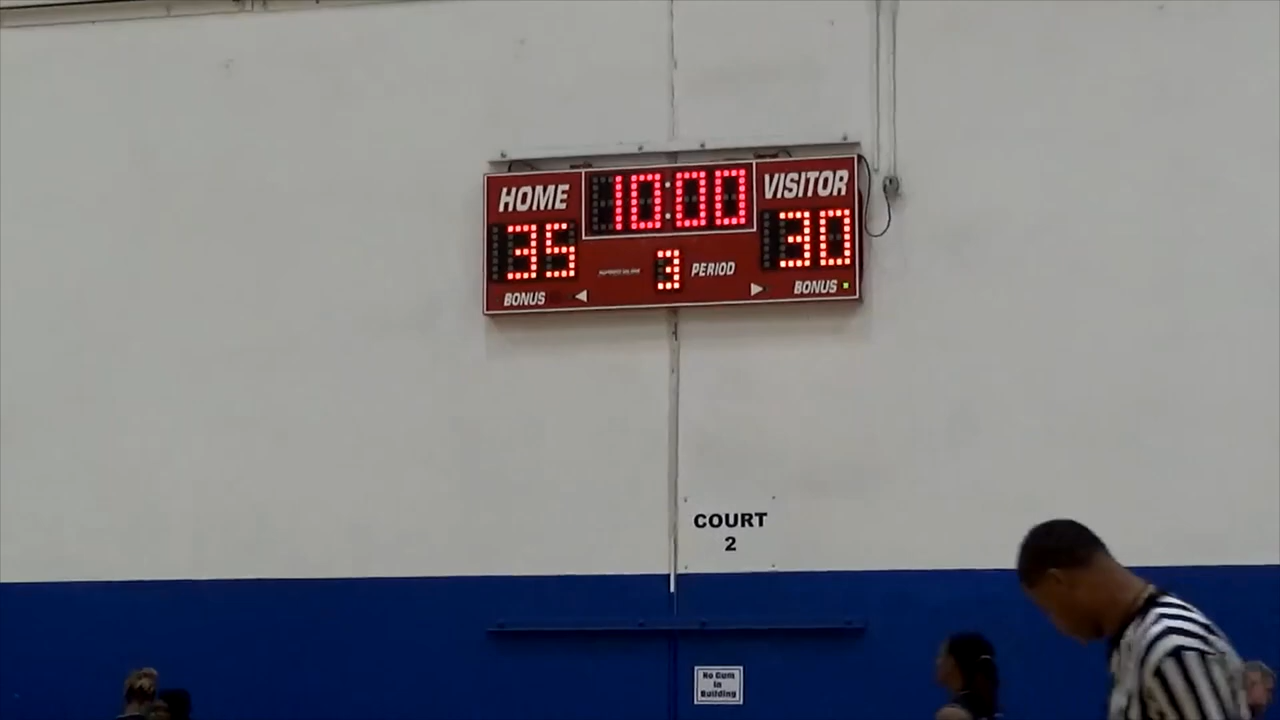 HOME 10:00 VISITOR
35 3 PERIOD 30
BONUS BONUS
COURT
2
No Gum
in
Building